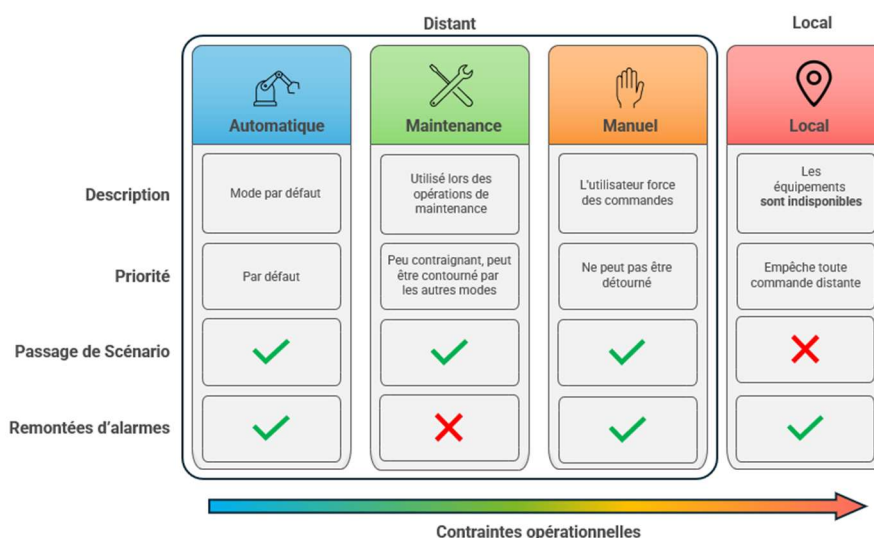 Distant
Local
Automatique
Maintenance
Manuel
Local
Description
Mode par défaut
Utilisé lors des
opérations de
maintenance
L'utilisateur force
des commandes
Les
équipements
sont indisponibles
Priorité
Par défaut
Peu contraignant, peut
être contourné par
les autres modes
Ne peut pas être
détourné
Empêche toute
commande distante
Passage de Scénario
Remontées d'alarmes
Contraintes opérationnelles